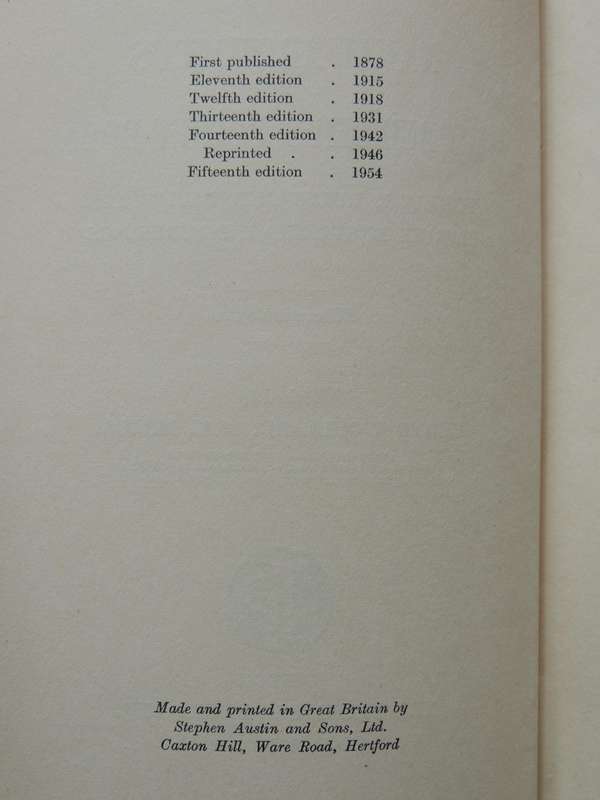 First published . 1878
Eleventh edition . 1915
Twelfth edition . 1918
Thirteenth edition . 1931
Fourteenth edition . 1942
Reprinted . . 1946
Fifteenth edition . 1954
Made and printed in Great Britain by
Stephen Austin and Sons, Ltd.
Caxton Hill, Ware Road, Hertford